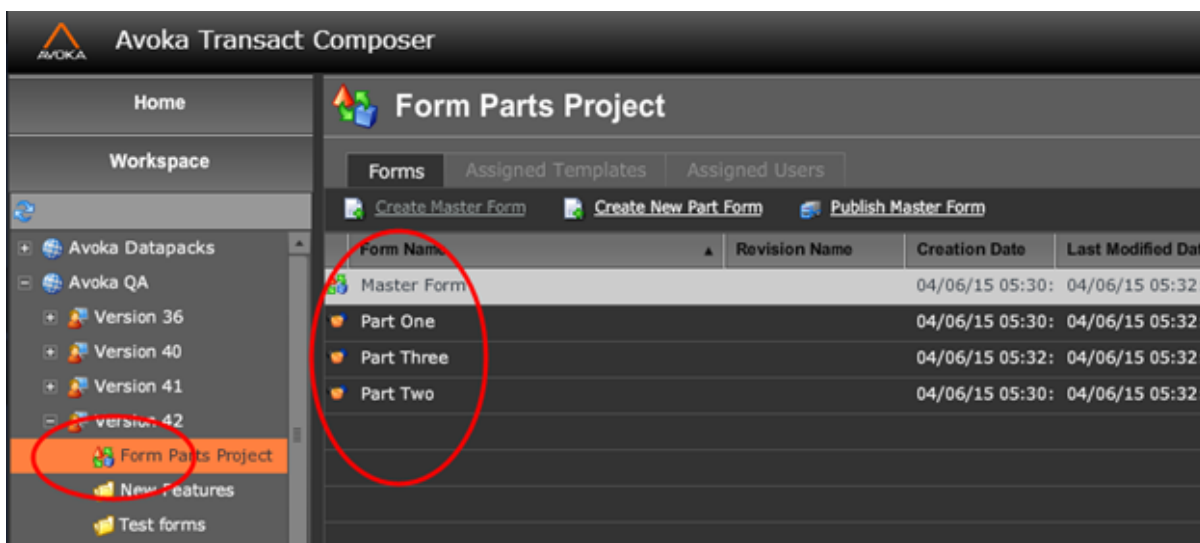 AVOKA Avoka Transact Composer
Home
Workspace
Avoka Datapacks
Avoka QA
Version 36
Version 40
Version 41
Version 42
Form Parts Project
New Features
Test forms
Form Parts Project
Forms Assigned Templates Assigned Users
Create Master Form Create New Part Form Publish Master Form
Form Name Revision Name Creation Date Last Modified Dat
Master Form 04/06/15 05:30: 04/06/15 05:32
Part One 04/06/15 05:30: 04/06/15 05:32
Part Three 04/06/15 05:32: 04/06/15 05:32
Part Two 04/06/15 05:30: 04/06/15 05:32